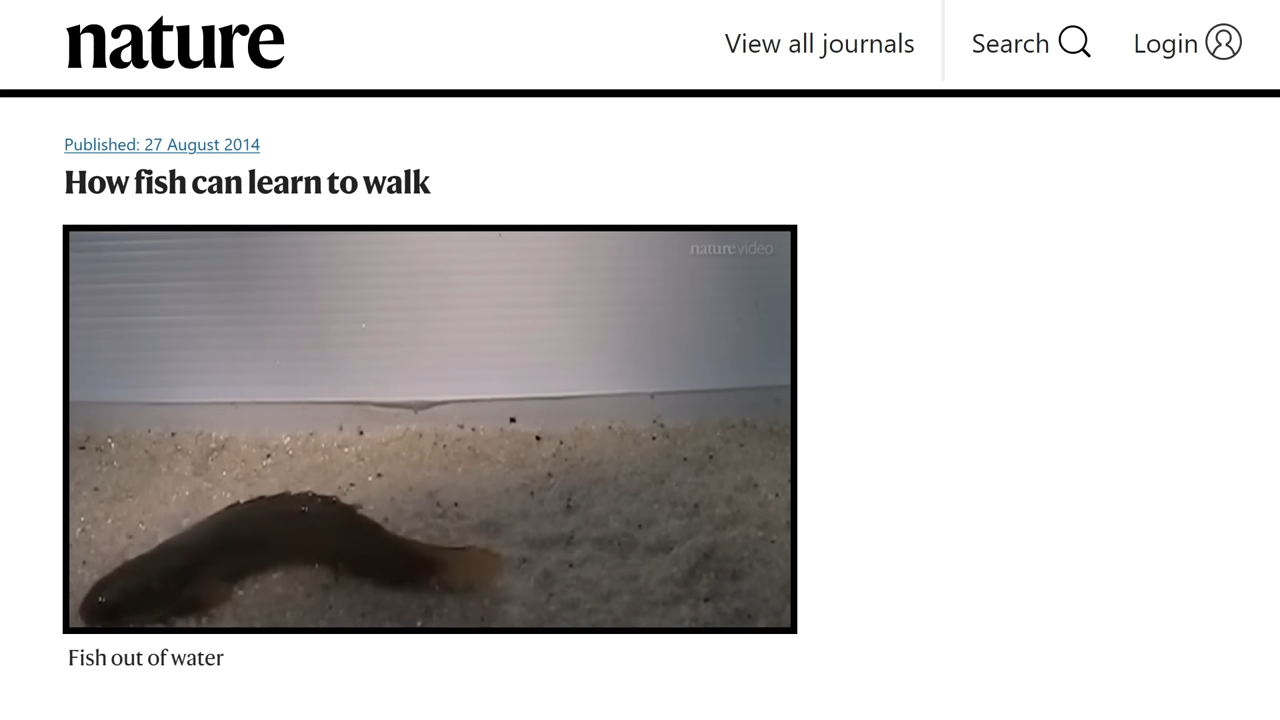 nature
View all journals
Search
Login
Published: 27 August 2014
How fish can learn to walk
nature video
Fish out of water